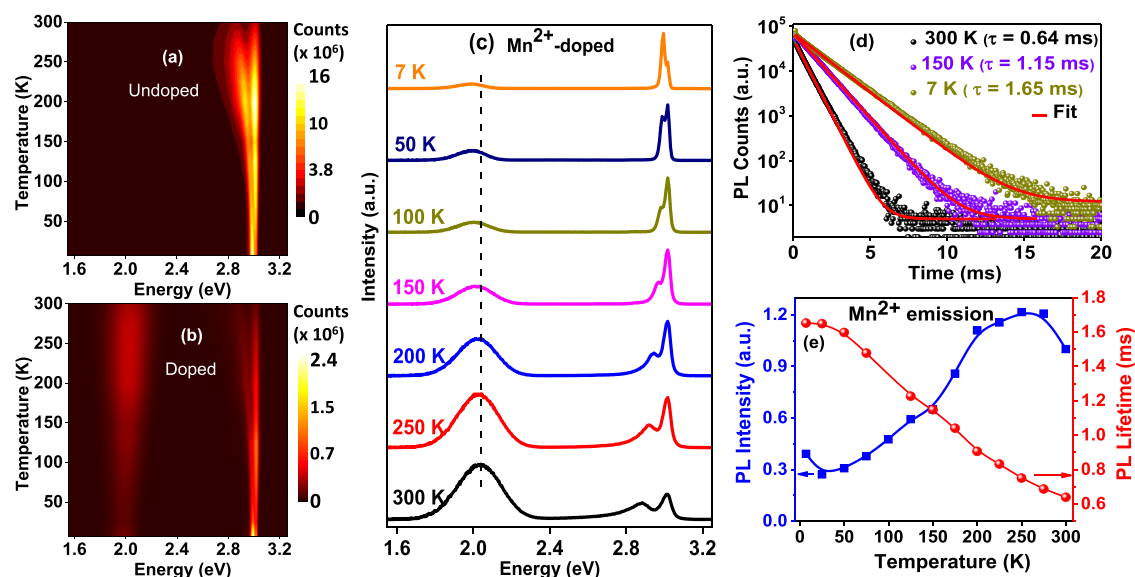 300
250
200
150
100
50
Temperature (K)
(a)
Undoped
1.6
2.0
2.4
2.8
3.2
Energy (eV)
Counts
(x 10⁶)
16
10
3.8
0
300
250
200
150
100
50
Temperature (K)
(b)
Doped
1.6
2.0
2.4
2.8
3.2
Energy (eV)
Counts
(x 10⁶)
2.4
1.5
0.7
0
(c)
Mn²⁺-doped
7 K
50 K
100 K
150 K
200 K
250 K
300 K
Intensity (a.u.)
1.6
2.0
2.4
2.8
3.2
Energy (eV)
(d)
300 K (τ = 0.64 ms)
150 K (τ = 1.15 ms)
7 K ( τ = 1.65 ms)
Fit
10⁵
10⁴
10³
10²
10¹
PL Counts (a.u.)
0
5
10
15
20
Time (ms)
Mn²⁺ emission
(e)
1.2
0.9
0.6
0.3
0.0
PL Intensity (a.u.)
1.8
1.6
1.4
1.2
1.0
0.8
0.6
PL Lifetime (ms)
0
50
100
150
200
250
300
Temperature (K)